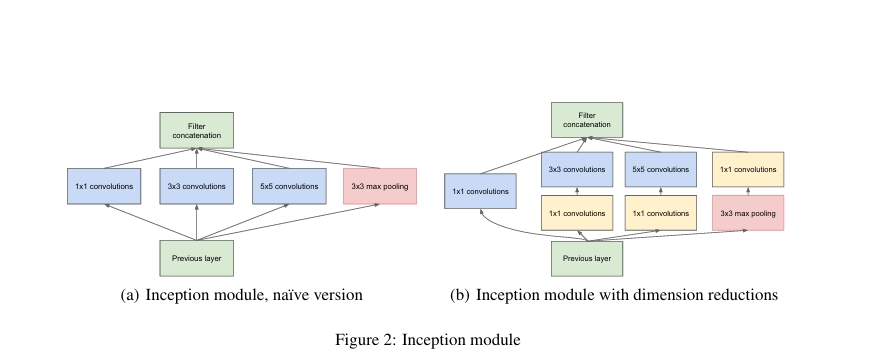 Filter
concatenation
1x1 convolutions
3x3 convolutions
5x5 convolutions
3x3 max pooling
Previous layer
(a) Inception module, naïve version
Filter
concatenation
1x1 convolutions
3x3 convolutions
5x5 convolutions
1x1 convolutions
1x1 convolutions
1x1 convolutions
3x3 max pooling
Previous layer
(b) Inception module with dimension reductions
Figure 2: Inception module